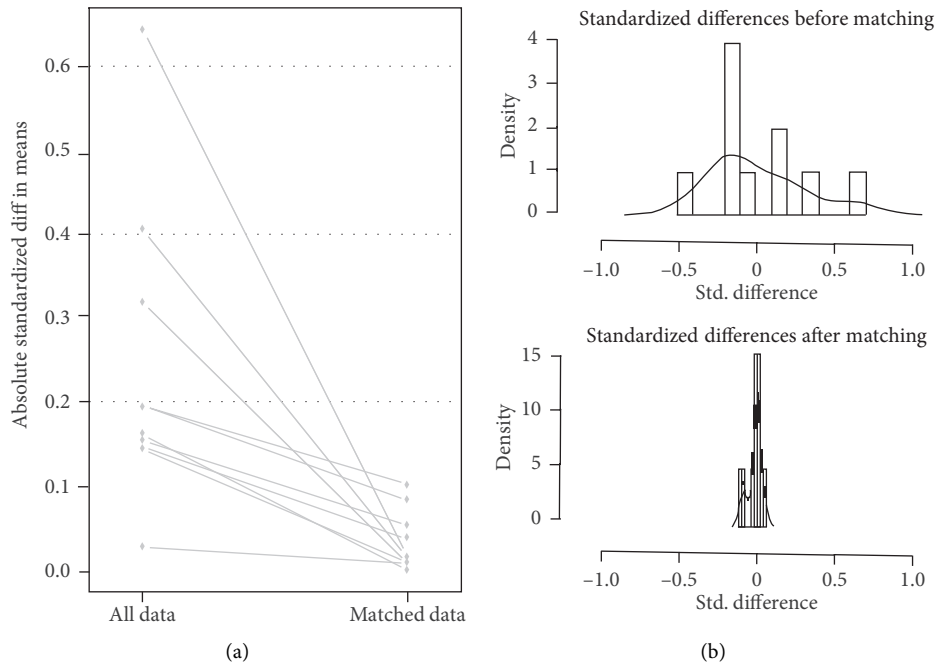 Absolute standardized diff in means
0.6
0.5
0.4
0.3
0.2
0.1
0.0
All data Matched data
(a)
Standardized differences before matching
Density
4
3
2
1
0
–1.0 –0.5 0 0.5 1.0
Std. difference
Standardized differences after matching
Density
15
10
5
0
–1.0 –0.5 0 0.5 1.0
Std. difference
(b)